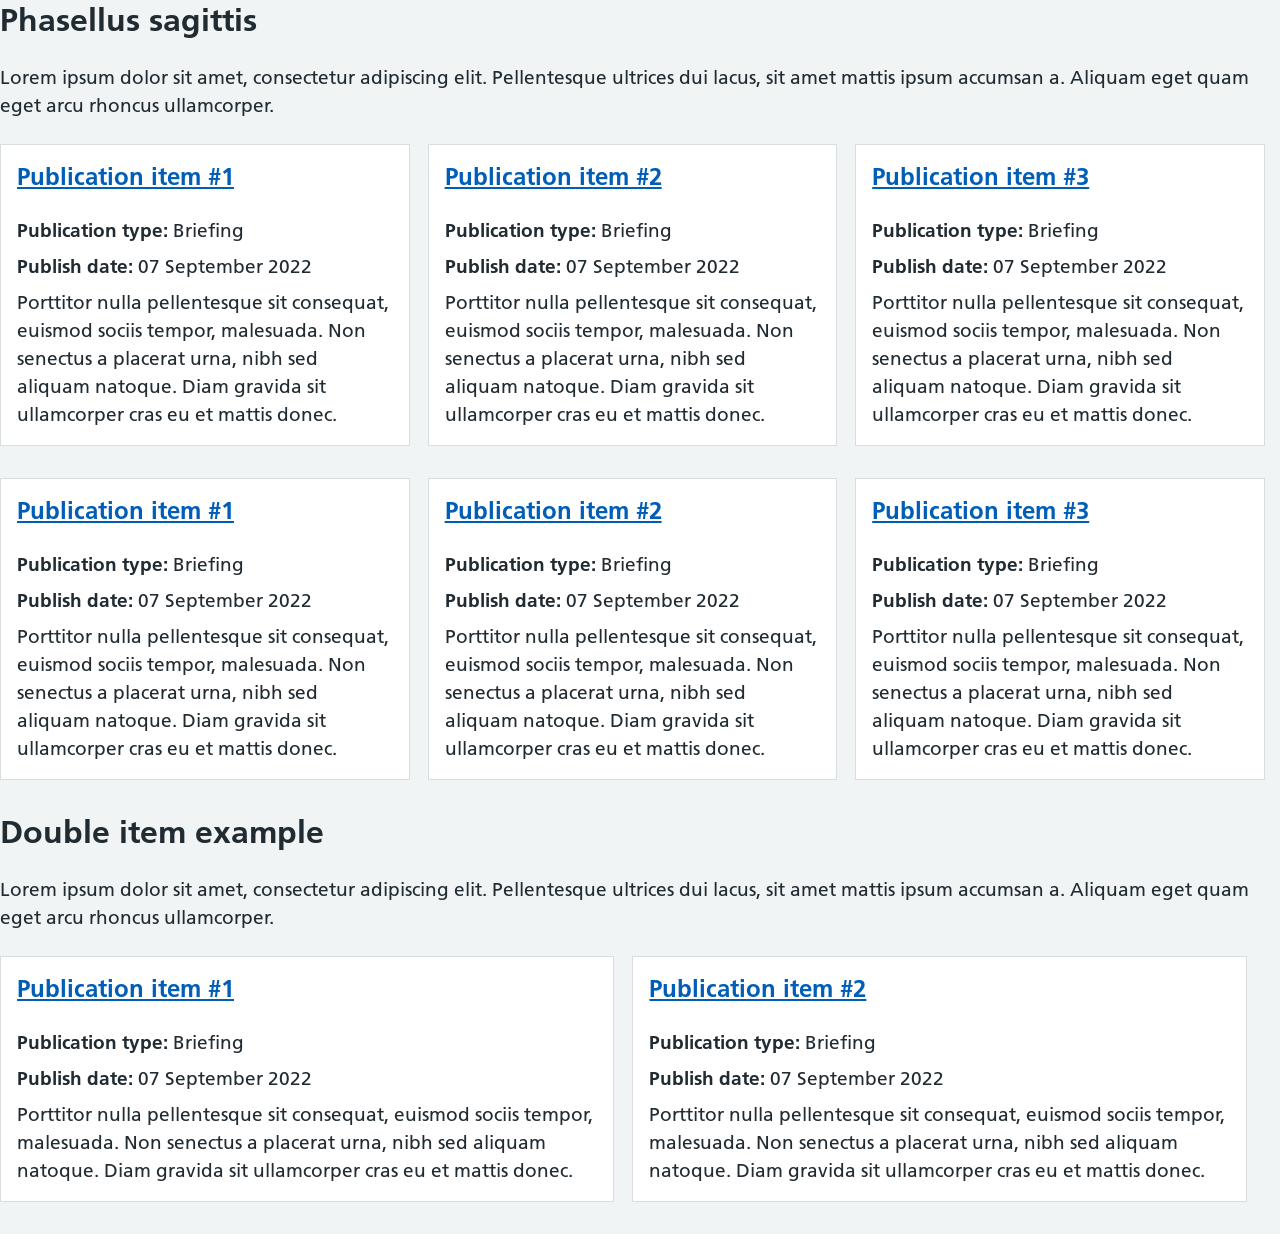 Phasellus sagittis
Lorem ipsum dolor sit amet, consectetur adipiscing elit. Pellentesque ultrices dui lacus, sit amet mattis ipsum accumsan a. Aliquam eget quam
eget arcu rhoncus ullamcorper.
Publication item #1
Publication type: Briefing
Publish date: 07 September 2022
Porttitor nulla pellentesque sit consequat,
euismod sociis tempor, malesuada. Non
senectus a placerat urna, nibh sed
aliquam natoque. Diam gravida sit
ullamcorper cras eu et mattis donec.
Publication item #2
Publication type: Briefing
Publish date: 07 September 2022
Porttitor nulla pellentesque sit consequat,
euismod sociis tempor, malesuada. Non
senectus a placerat urna, nibh sed
aliquam natoque. Diam gravida sit
ullamcorper cras eu et mattis donec.
Publication item #3
Publication type: Briefing
Publish date: 07 September 2022
Porttitor nulla pellentesque sit consequat,
euismod sociis tempor, malesuada. Non
senectus a placerat urna, nibh sed
aliquam natoque. Diam gravida sit
ullamcorper cras eu et mattis donec.
Publication item #1
Publication type: Briefing
Publish date: 07 September 2022
Porttitor nulla pellentesque sit consequat,
euismod sociis tempor, malesuada. Non
senectus a placerat urna, nibh sed
aliquam natoque. Diam gravida sit
ullamcorper cras eu et mattis donec.
Publication item #2
Publication type: Briefing
Publish date: 07 September 2022
Porttitor nulla pellentesque sit consequat,
euismod sociis tempor, malesuada. Non
senectus a placerat urna, nibh sed
aliquam natoque. Diam gravida sit
ullamcorper cras eu et mattis donec.
Publication item #3
Publication type: Briefing
Publish date: 07 September 2022
Porttitor nulla pellentesque sit consequat,
euismod sociis tempor, malesuada. Non
senectus a placerat urna, nibh sed
aliquam natoque. Diam gravida sit
ullamcorper cras eu et mattis donec.
Double item example
Lorem ipsum dolor sit amet, consectetur adipiscing elit. Pellentesque ultrices dui lacus, sit amet mattis ipsum accumsan a. Aliquam eget quam
eget arcu rhoncus ullamcorper.
Publication item #1
Publication type: Briefing
Publish date: 07 September 2022
Porttitor nulla pellentesque sit consequat, euismod sociis tempor,
malesuada. Non senectus a placerat urna, nibh sed aliquam
natoque. Diam gravida sit ullamcorper cras eu et mattis donec.
Publication item #2
Publication type: Briefing
Publish date: 07 September 2022
Porttitor nulla pellentesque sit consequat, euismod sociis tempor,
malesuada. Non senectus a placerat urna, nibh sed aliquam
natoque. Diam gravida sit ullamcorper cras eu et mattis donec.